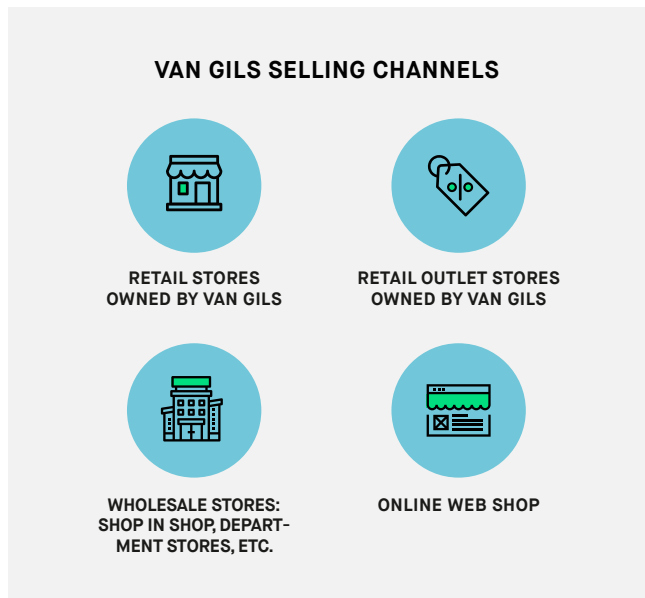 VAN GILS SELLING CHANNELS
RETAIL STORES
OWNED BY VAN GILS
RETAIL OUTLET STORES
OWNED BY VAN GILS
WHOLESALE STORES:
SHOP IN SHOP, DEPART-
MENT STORES, ETC.
ONLINE WEB SHOP